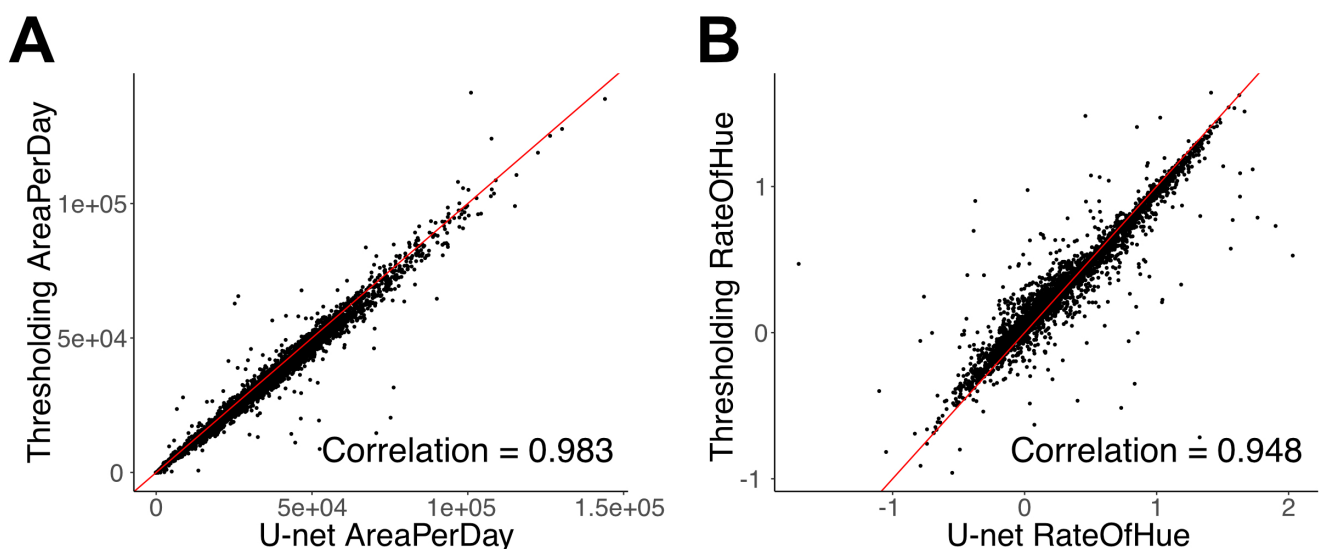 A
Thresholding AreaPerDay
1e+05
5e+04
0
Correlation = 0.983
0
5e+04
1e+05
1.5e+05
U-net AreaPerDay
B
Thresholding RateOfHue
1
0
-1
Correlation = 0.948
-1
0
1
2
U-net RateOfHue